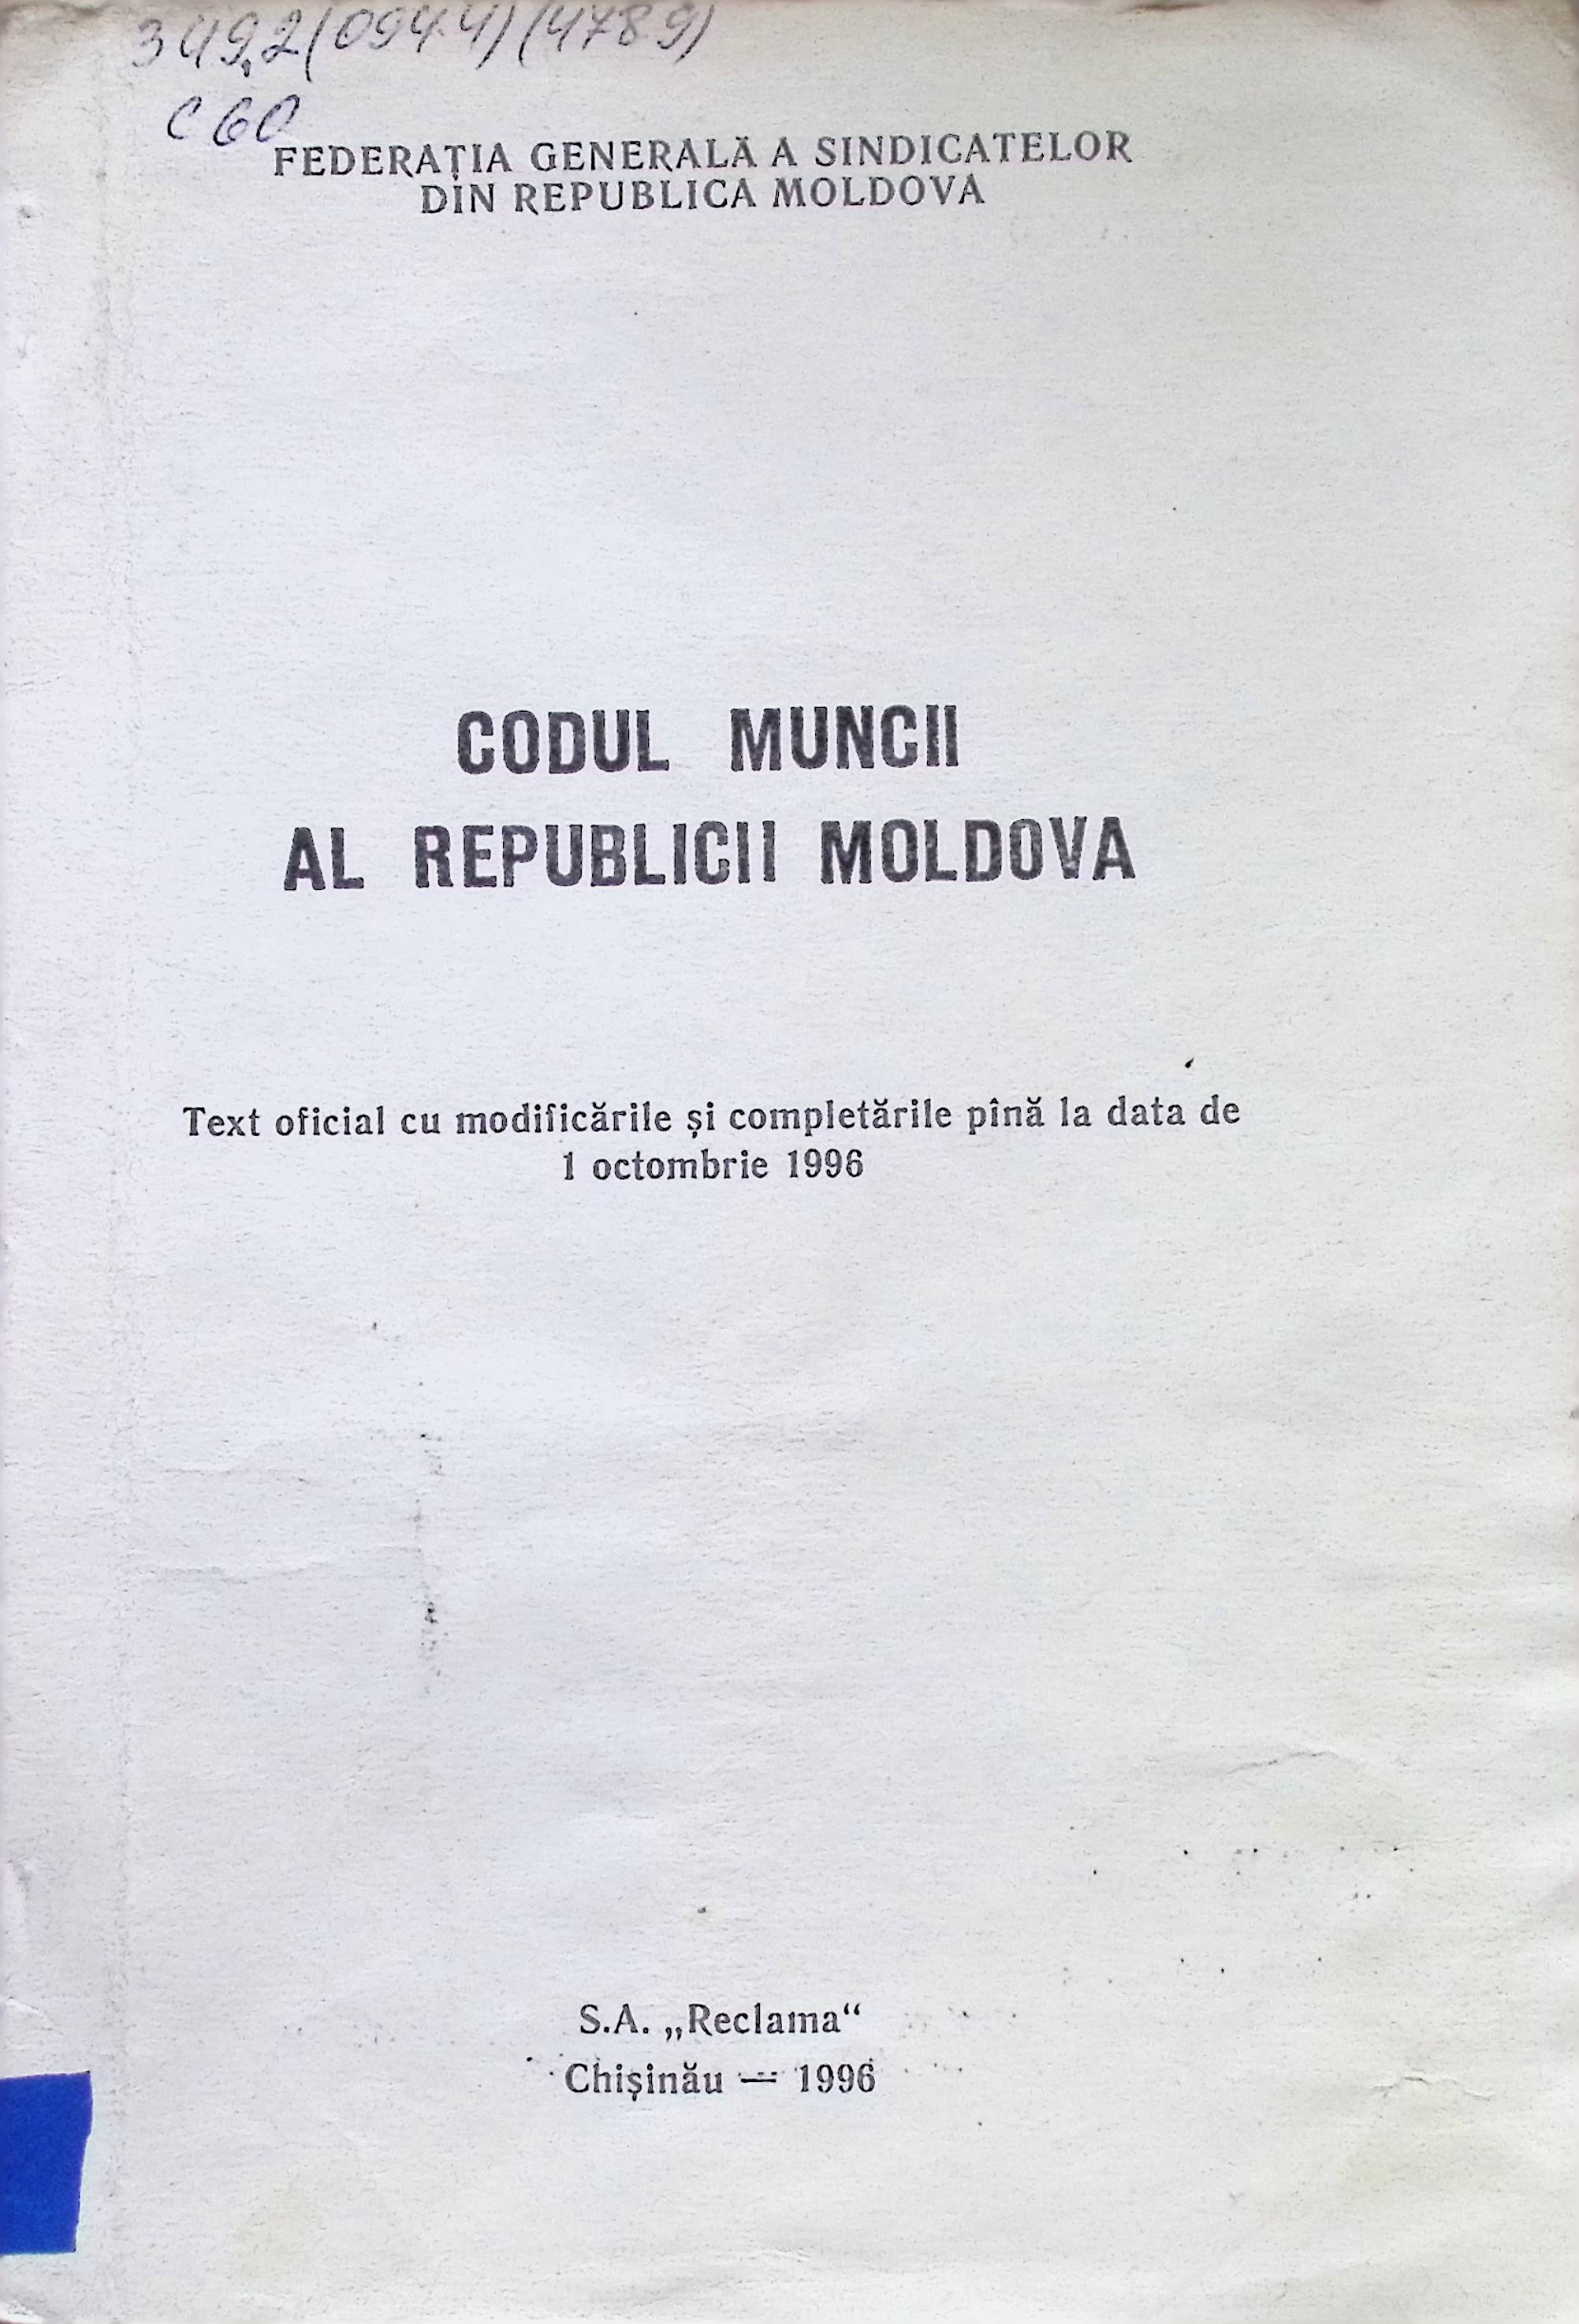 349.2(094.4)(478.9)
C 60
FEDERAȚIA GENERALĂ A SINDICATELOR
DIN REPUBLICA MOLDOVA
CODUL MUNCII
AL REPUBLICII MOLDOVA
Text oficial cu modificările și completările pînă la data de
1 octombrie 1996
S.A. „Reclama“
Chișinău — 1996